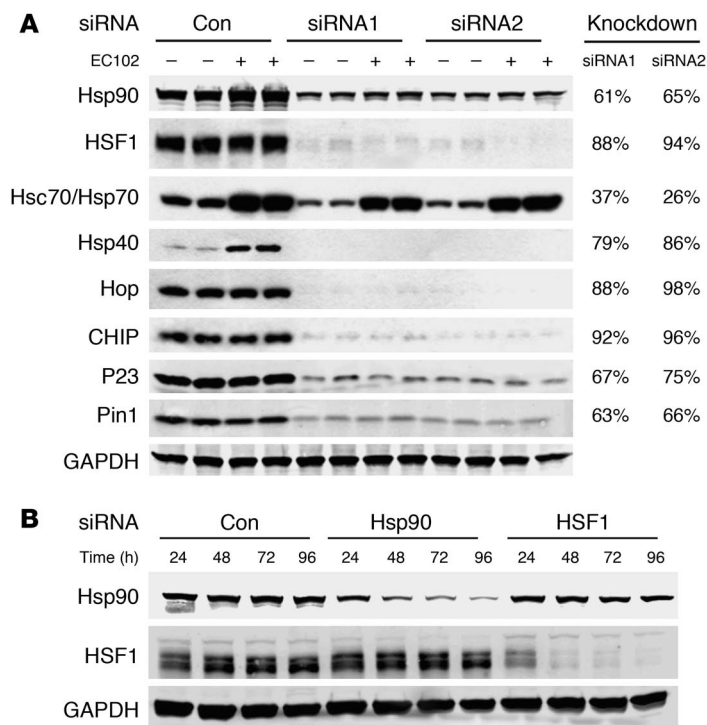 A siRNA Con siRNA1 siRNA2 Knockdown
EC102 – – + + – – + + – – + + siRNA1 siRNA2
Hsp90 61% 65%
HSF1 88% 94%
Hsc70/Hsp70 37% 26%
Hsp40 79% 86%
Hop 88% 98%
CHIP 92% 96%
P23 67% 75%
Pin1 63% 66%
GAPDH
B siRNA Con Hsp90 HSF1
Time (h) 24 48 72 96 24 48 72 96 24 48 72 96
Hsp90
HSF1
GAPDH